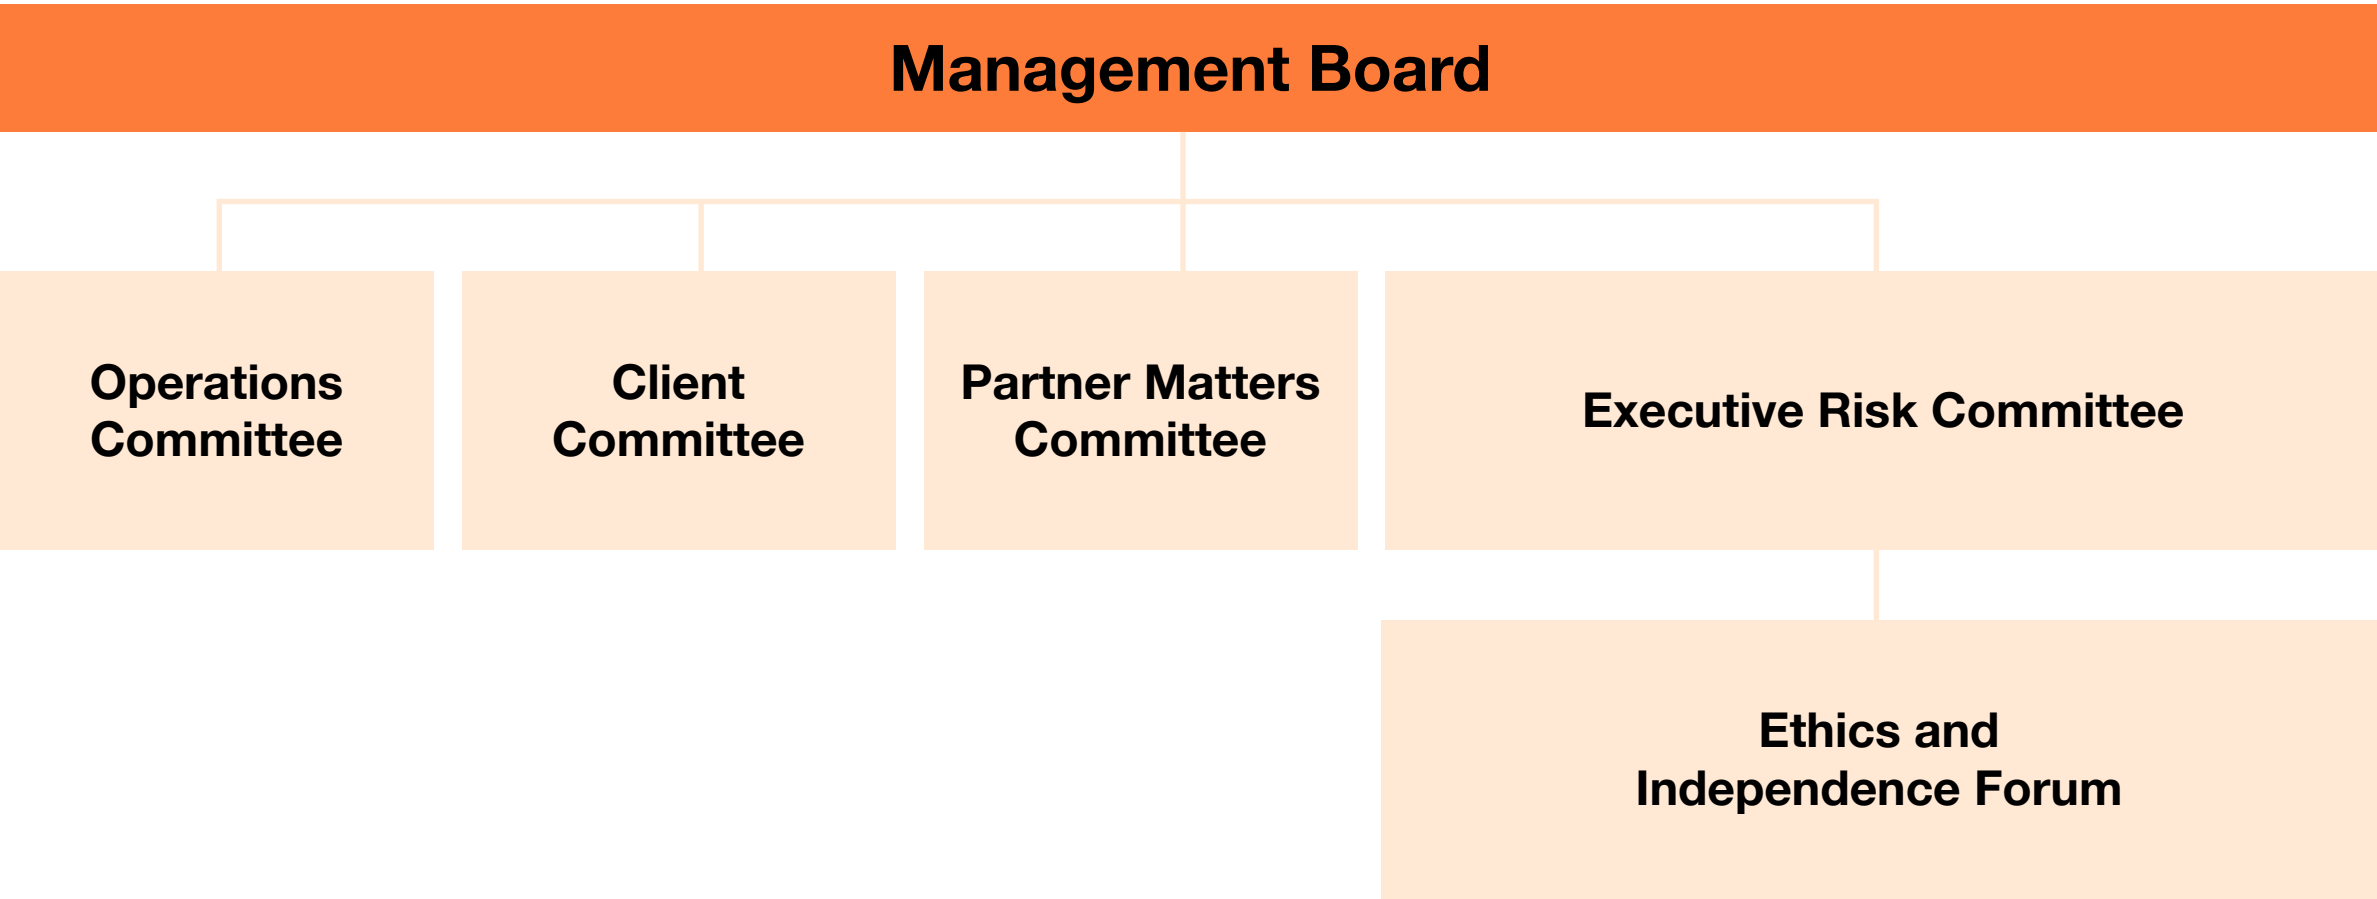 Management Board
Operations
Committee
Client
Committee
Partner Matters
Committee
Executive Risk Committee
Ethics and
Independence Forum